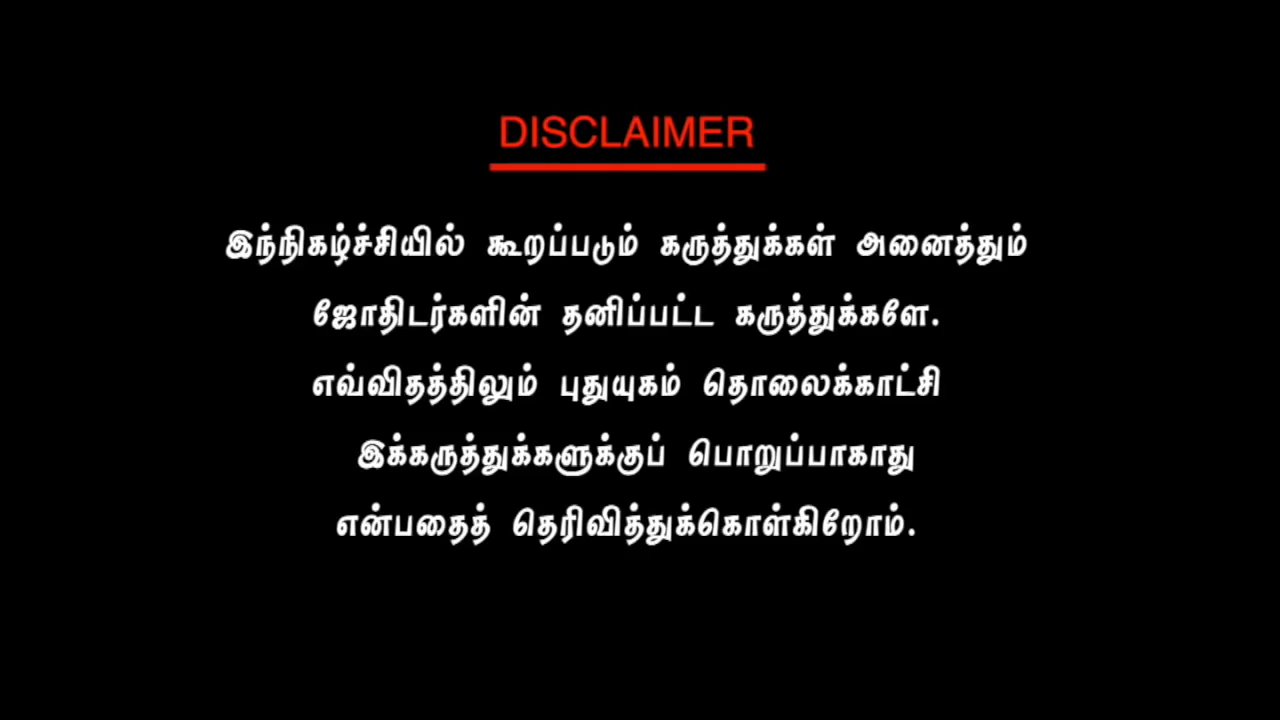 DISCLAIMER
இந்நிகழ்ச்சியில் கூறப்படும் கருத்துக்கள் அனைத்தும்
ஜோதிடர்களின் தனிப்பட்ட கருத்துக்களே.
எவ்விதத்திலும் புதுயுகம் தொலைக்காட்சி
இக்கருத்துக்களுக்குப் பொறுப்பாகாது
என்பதைத் தெரிவித்துக்கொள்கிறோம்.